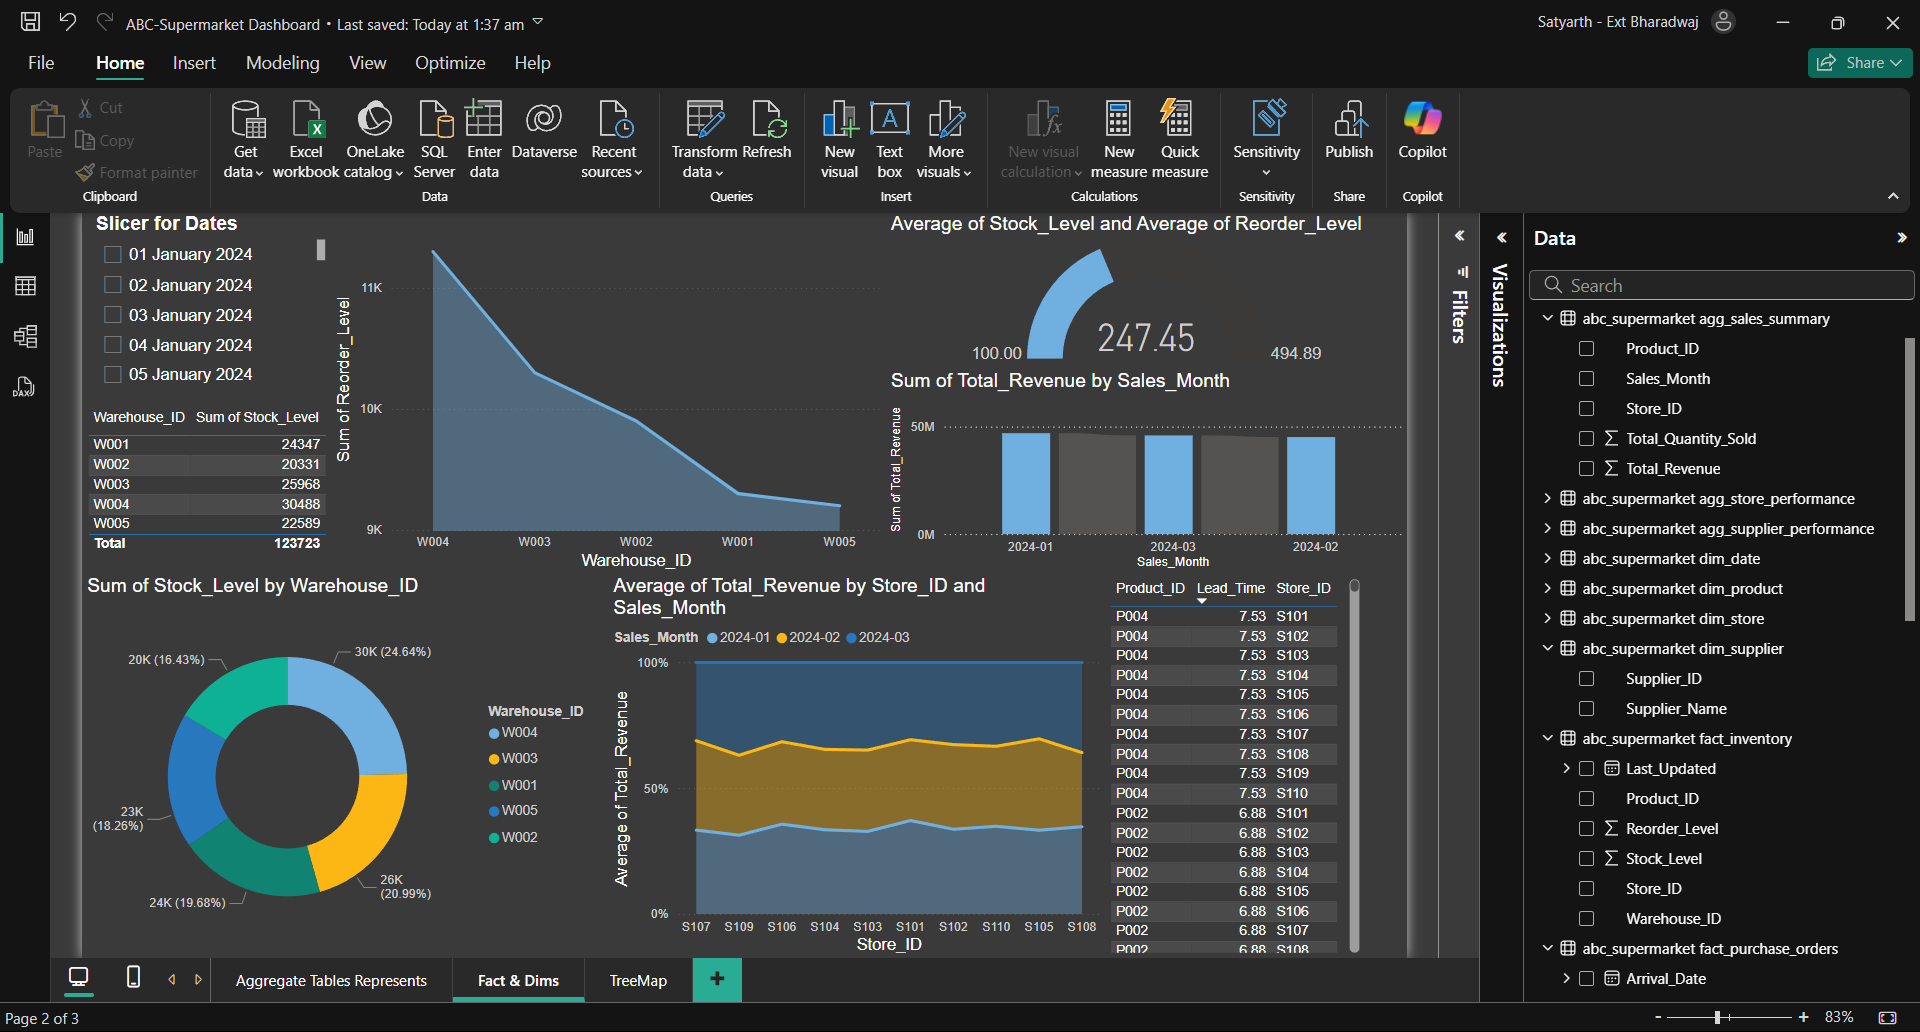 ABC-Supermarket Dashboard • Last saved: Today at 1:37 am
Satyarth - Ext Bharadwaj
File
Home
Insert
Modeling
View
Optimize
Help
Share
Paste
Cut
Copy
Format painter
Clipboard
Get data
Excel workbook
OneLake catalog
SQL Server
Enter data
Dataverse
Recent sources
Data
Transform data
Refresh
Queries
New visual
Text box
More visuals
Insert
New visual calculation
New measure
Quick measure
Calculations
Sensitivity
Sensitivity
Publish
Share
Copilot
Copilot
DAX
Slicer for Dates
01 January 2024
02 January 2024
03 January 2024
04 January 2024
05 January 2024
Warehouse_ID Sum of Stock_Level
W001 24347
W002 20331
W003 25968
W004 30488
W005 22589
Total 123723
Sum of Reorder_Level
11K
10K
9K
W004 W003 W002 W001 W005
Warehouse_ID
Average of Stock_Level and Average of Reorder_Level
247.45
100.00
494.89
Sum of Total_Revenue by Sales_Month
Sum of Total_Revenue
50M
0M
2024-01 2024-03 2024-02
Sales_Month
Sum of Stock_Level by Warehouse_ID
30K (24.64%)
20K (16.43%)
23K
(18.26%)
24K (19.68%)
26K
(20.99%)
Warehouse_ID
W004
W003
W001
W005
W002
Average of Total_Revenue by Store_ID and
Sales_Month
Sales_Month 2024-01 2024-02 2024-03
Average of Total_Revenue
100%
50%
0%
S107 S109 S106 S104 S103 S101 S102 S110 S105 S108
Store_ID
Product_ID Lead_Time Store_ID
P004 7.53 S101
P004 7.53 S102
P004 7.53 S103
P004 7.53 S104
P004 7.53 S105
P004 7.53 S106
P004 7.53 S107
P004 7.53 S108
P004 7.53 S109
P004 7.53 S110
P002 6.88 S101
P002 6.88 S102
P002 6.88 S103
P002 6.88 S104
P002 6.88 S105
P002 6.88 S106
P002 6.88 S107
P002 6.88 S108
Filters
Visualizations
Data
Search
abc_supermarket agg_sales_summary
Product_ID
Sales_Month
Store_ID
Total_Quantity_Sold
Total_Revenue
abc_supermarket agg_store_performance
abc_supermarket agg_supplier_performance
abc_supermarket dim_date
abc_supermarket dim_product
abc_supermarket dim_store
abc_supermarket dim_supplier
Supplier_ID
Supplier_Name
abc_supermarket fact_inventory
Last_Updated
Product_ID
Reorder_Level
Stock_Level
Store_ID
Warehouse_ID
abc_supermarket fact_purchase_orders
Arrival_Date
Aggregate Tables Represents
Fact & Dims
TreeMap
+
Page 2 of 3
- + 83%